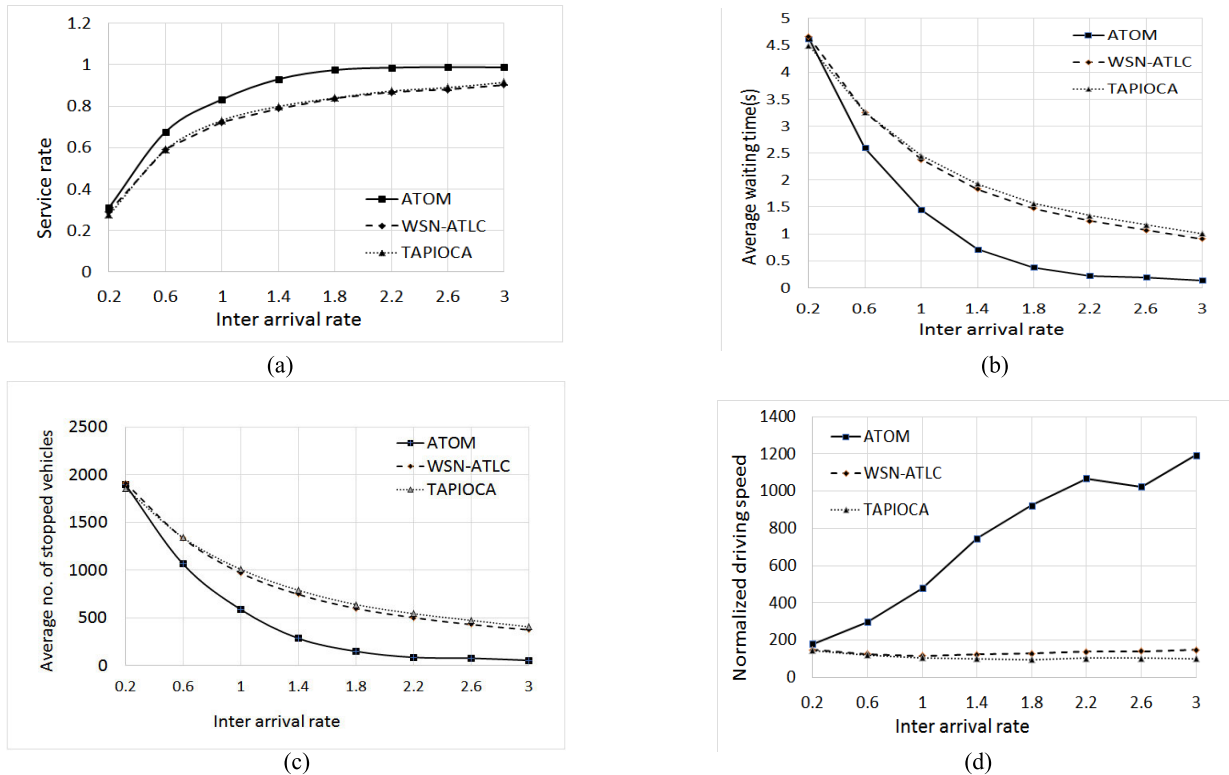 1.2
1
0.8
0.6
0.4
0.2
0
Service rate
ATOM
WSN-ATLC
TAPIOCA
0.2 0.6 1 1.4 1.8 2.2 2.6 3
Inter arrival rate
(a)
5
4.5
4
3.5
3
2.5
2
1.5
1
0.5
0
Average waiting time(s)
ATOM
WSN-ATLC
TAPIOCA
0.2 0.6 1 1.4 1.8 2.2 2.6 3
Inter arrival rate
(b)
2500
2000
1500
1000
500
0
Average no. of stopped vehicles
ATOM
WSN-ATLC
TAPIOCA
0.2 0.6 1 1.4 1.8 2.2 2.6 3
Inter arrival rate
(c)
1400
1200
1000
800
600
400
200
0
Normalized driving speed
ATOM
WSN-ATLC
TAPIOCA
0.2 0.6 1 1.4 1.8 2.2 2.6 3
Inter arrival rate
(d)